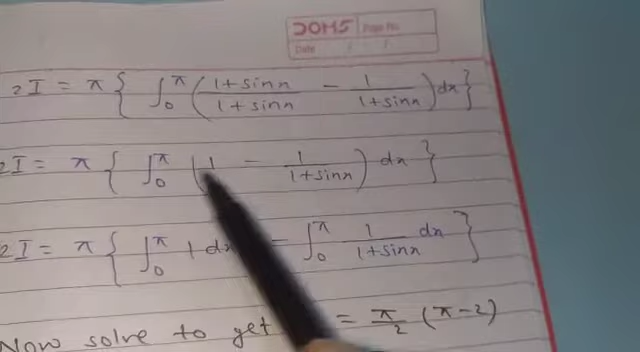 DOMS Page No.
Date / /
2I = π { ∫₀^π ( (1+sinx)/(1+sinx) − 1/(1+sinx) ) dx }
2I = π { ∫₀^π ( 1 − 1/(1+sinx) ) dx }
2I = π { ∫₀^π 1 dx − ∫₀^π 1/(1+sinx) dx }
Now solve to get = π/2 (π−2)